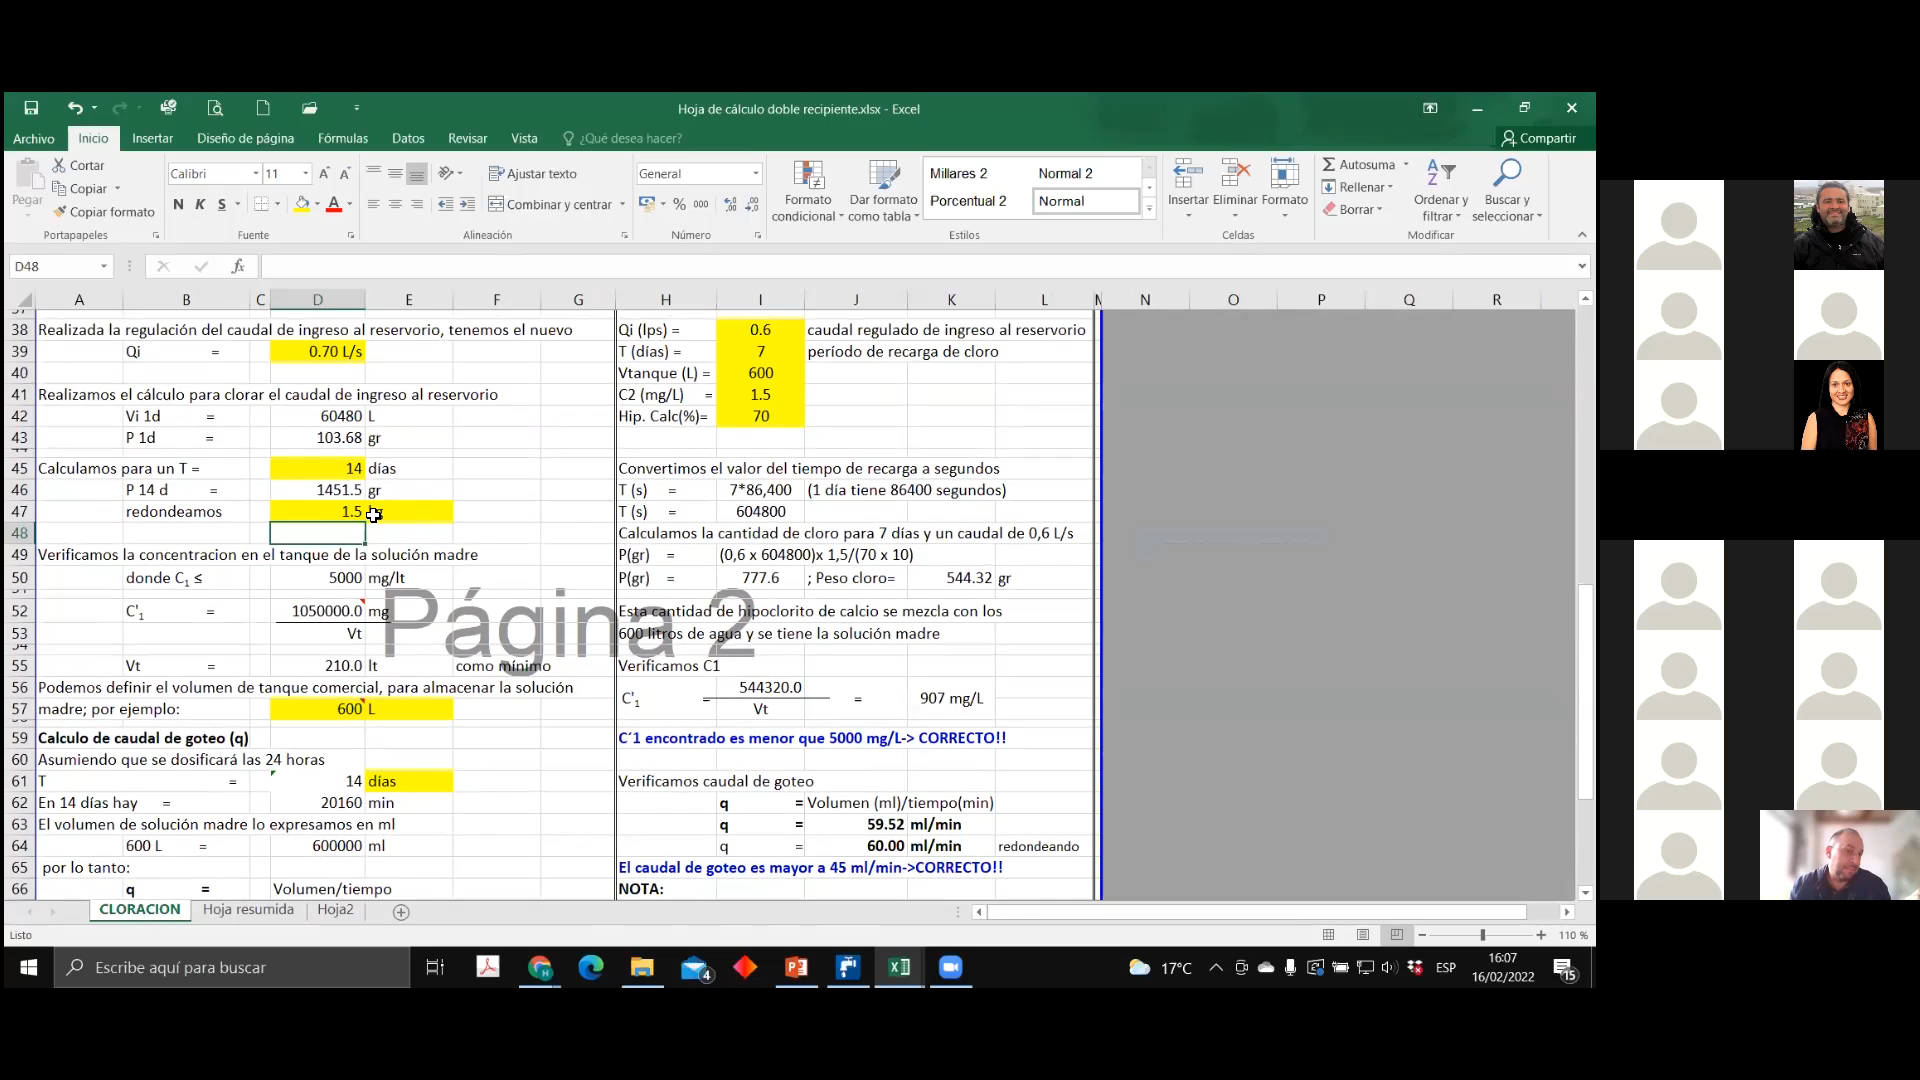 Hoja de cálculo doble recipiente.xlsx - Excel
Archivo Inicio Insertar Diseño de página Fórmulas Datos Revisar Vista ¿Qué desea hacer? Compartir
Pegar Cortar Copiar Copiar formato
Calibri 11 N K S
Ajustar texto Combinar y centrar
General % 000
Formato condicional Dar formato como tabla
Millares 2 Normal 2
Porcentual 2 Normal
Insertar Eliminar Formato
Autosuma Rellenar Borrar
Ordenar y filtrar Buscar y seleccionar
Portapapeles Fuente Alineación Número Estilos Celdas Modificar
D48 fx
A B C D E F G H I J K L M N O P Q R
38 Realizada la regulación del caudal de ingreso al reservorio, tenemos el nuevo Qi (lps) = 0.6 caudal regulado de ingreso al reservorio
39 Qi = 0.70 L/s T (días) = 7 período de recarga de cloro
40 Vtanque (L) = 600
41 Realizamos el cálculo para clorar el caudal de ingreso al reservorio C2 (mg/L) = 1.5
42 Vi 1d = 60480 L Hip. Calc(%)= 70
43 P 1d = 103.68 gr
45 Calculamos para un T = 14 días Convertimos el valor del tiempo de recarga a segundos
46 P 14 d = 1451.5 gr T (s) = 7*86,400 (1 día tiene 86400 segundos)
47 redondeamos 1.5 T (s) = 604800
48 Calculamos la cantidad de cloro para 7 días y un caudal de 0,6 L/s
49 Verificamos la concentracion en el tanque de la solución madre P(gr) = (0,6 x 604800)x 1,5/(70 x 10)
50 donde C1 ≤ 5000 mg/lt P(gr) = 777.6 ; Peso cloro= 544.32 gr
52 C'1 = 1050000.0 mg Esta cantidad de hipoclorito de calcio se mezcla con los
53 Vt 600 litros de agua y se tiene la solución madre
Página 2
55 Vt = 210.0 lt como mínimo Verificamos C1
56 Podemos definir el volumen de tanque comercial, para almacenar la solución 544320.0
57 madre; por ejemplo: 600 L C'1 = Vt = 907 mg/L
59 Calculo de caudal de goteo (q) C´1 encontrado es menor que 5000 mg/L-> CORRECTO!!
60 Asumiendo que se dosificará las 24 horas
61 T = 14 días Verificamos caudal de goteo
62 En 14 días hay = 20160 min q = Volumen (ml)/tiempo(min)
63 El volumen de solución madre lo expresamos en ml q = 59.52 ml/min
64 600 L = 600000 ml q = 60.00 ml/min redondeando
65 por lo tanto: El caudal de goteo es mayor a 45 ml/min->CORRECTO!!
66 q = Volumen/tiempo NOTA:
CLORACION Hoja resumida Hoja2
Listo 110 %
Escribe aquí para buscar 4 17°C ESP 16:07 16/02/2022 15